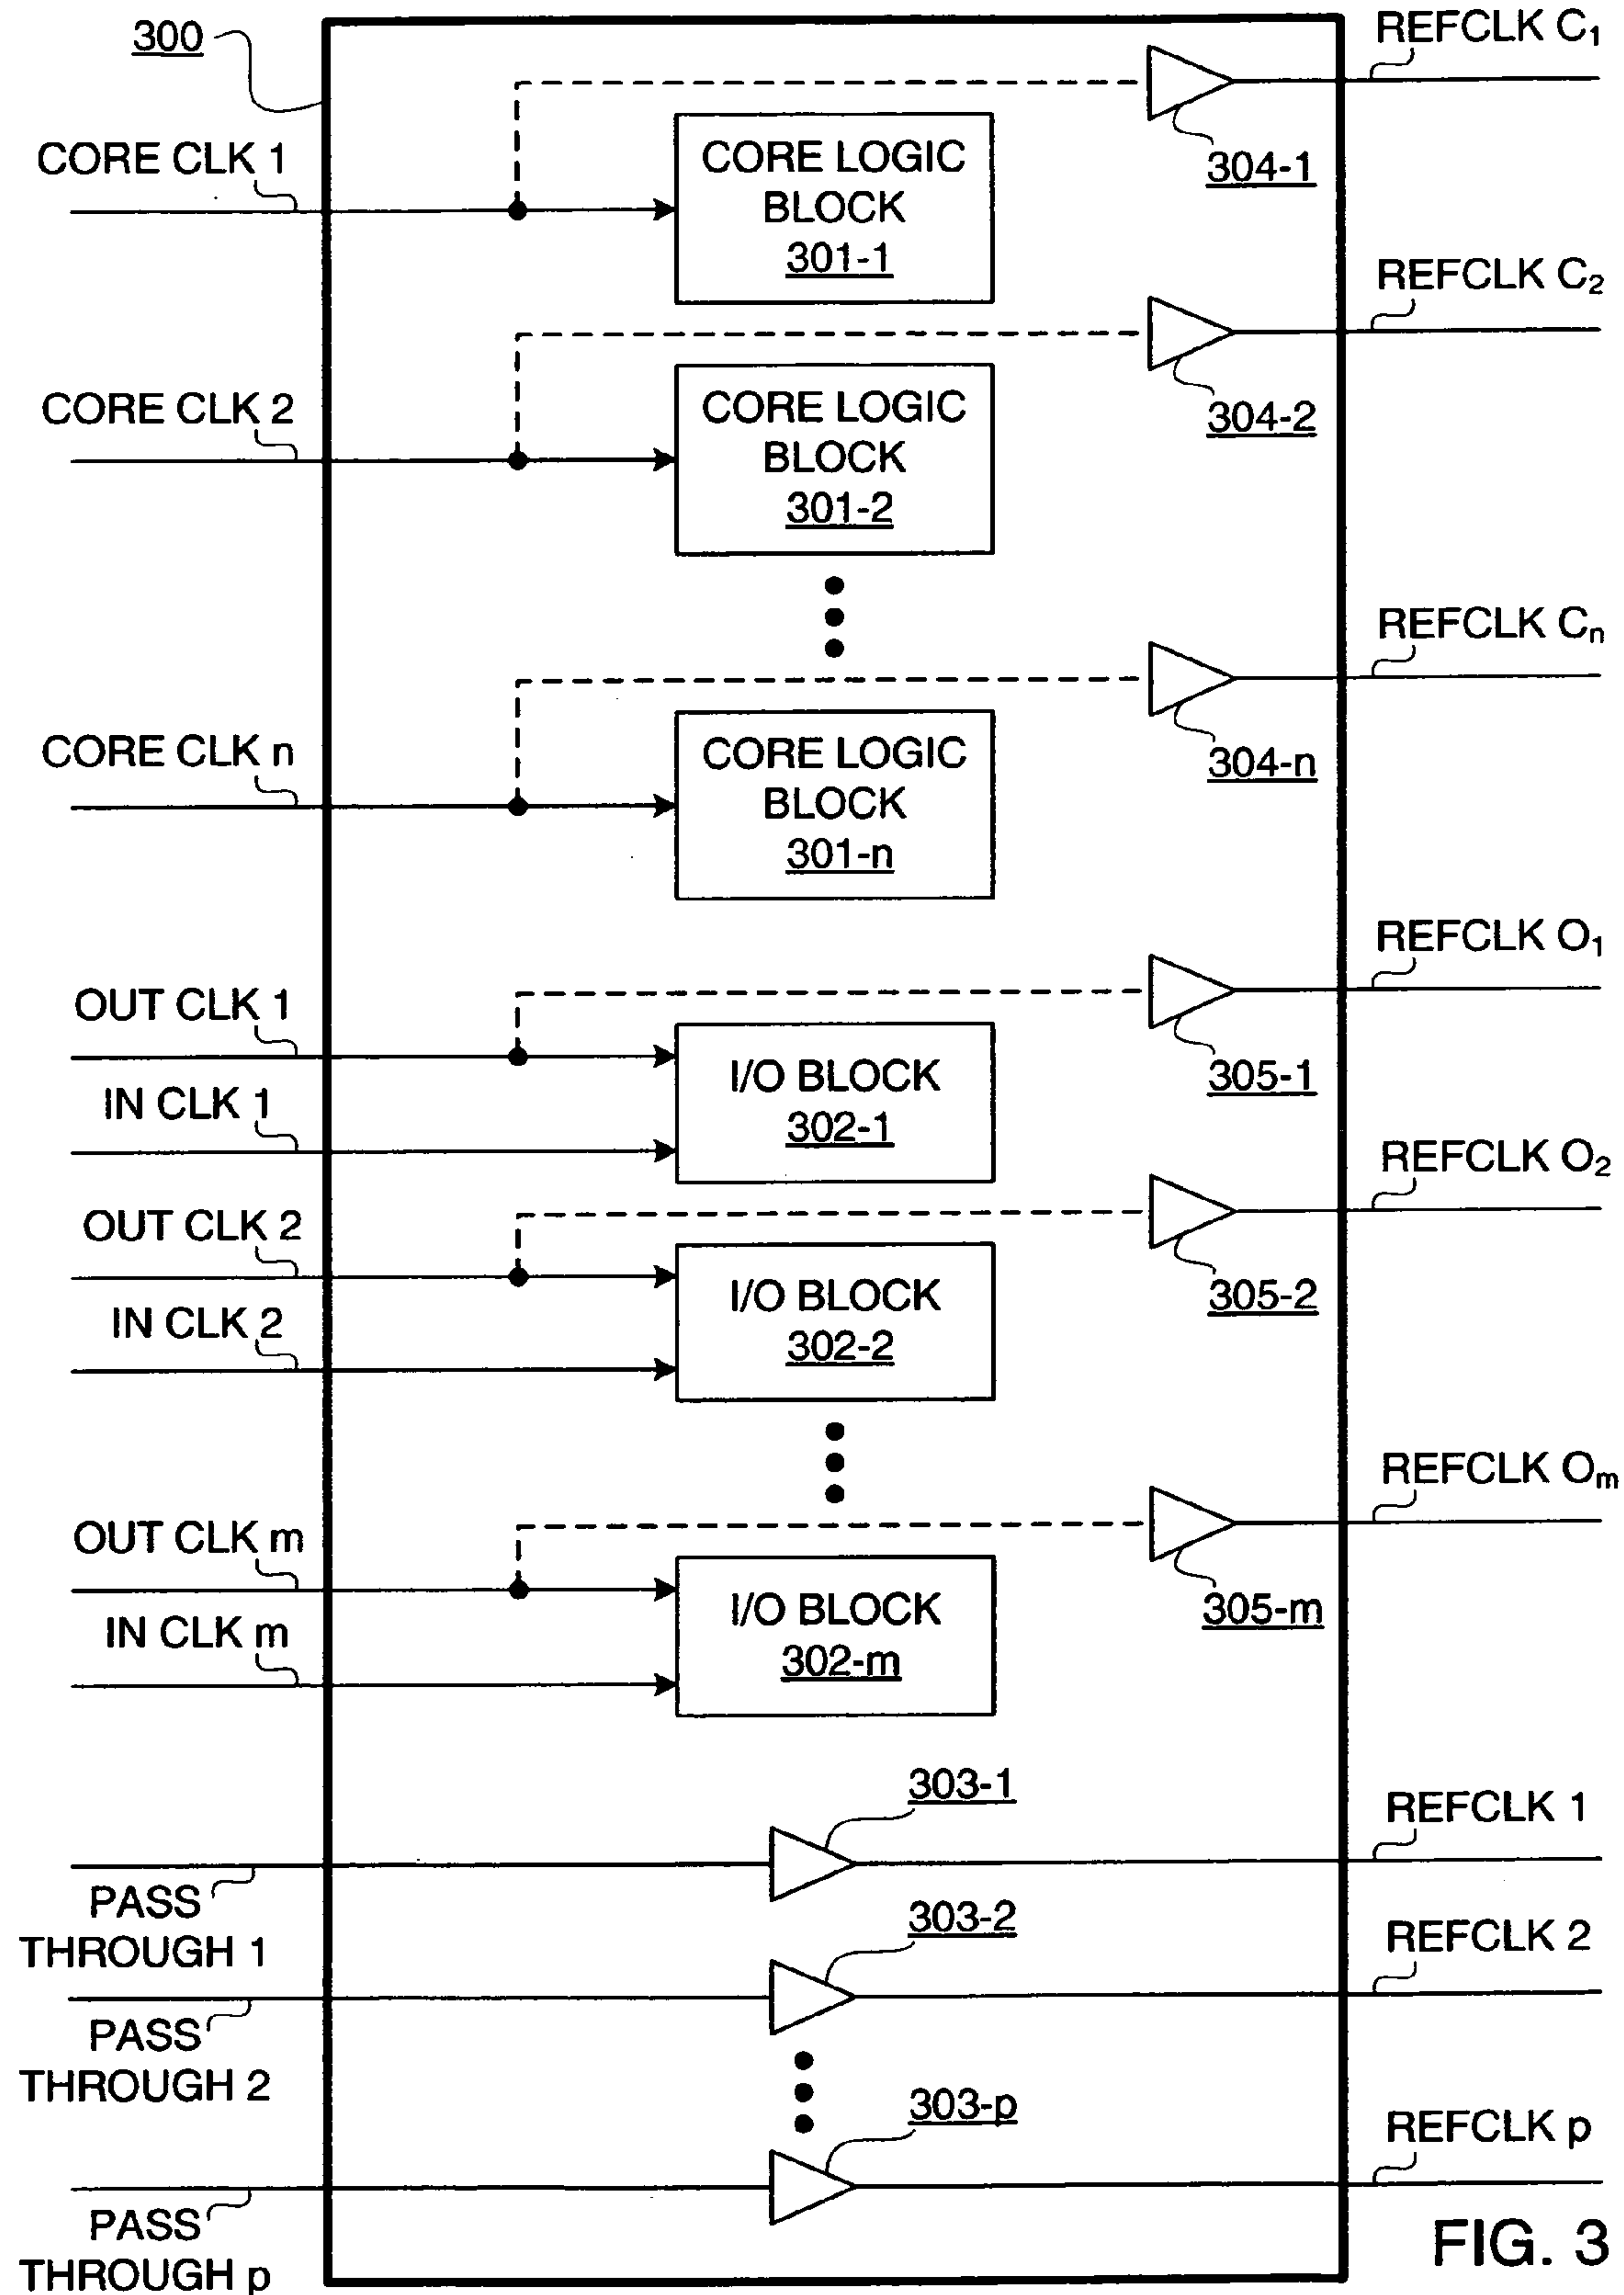 300
REFCLK C₁
CORE CLK 1
CORE LOGIC
BLOCK
301-1
304-1
REFCLK C₂
CORE CLK 2
CORE LOGIC
BLOCK
301-2
304-2
REFCLK Cₙ
CORE CLK n
CORE LOGIC
BLOCK
301-n
304-n
REFCLK O₁
OUT CLK 1
IN CLK 1
I/O BLOCK
302-1
305-1
REFCLK O₂
OUT CLK 2
IN CLK 2
I/O BLOCK
302-2
305-2
REFCLK Oₘ
OUT CLK m
IN CLK m
I/O BLOCK
302-m
305-m
303-1
REFCLK 1
PASS
THROUGH 1
303-2
REFCLK 2
PASS
THROUGH 2
303-p
REFCLK p
PASS
THROUGH p
FIG. 3